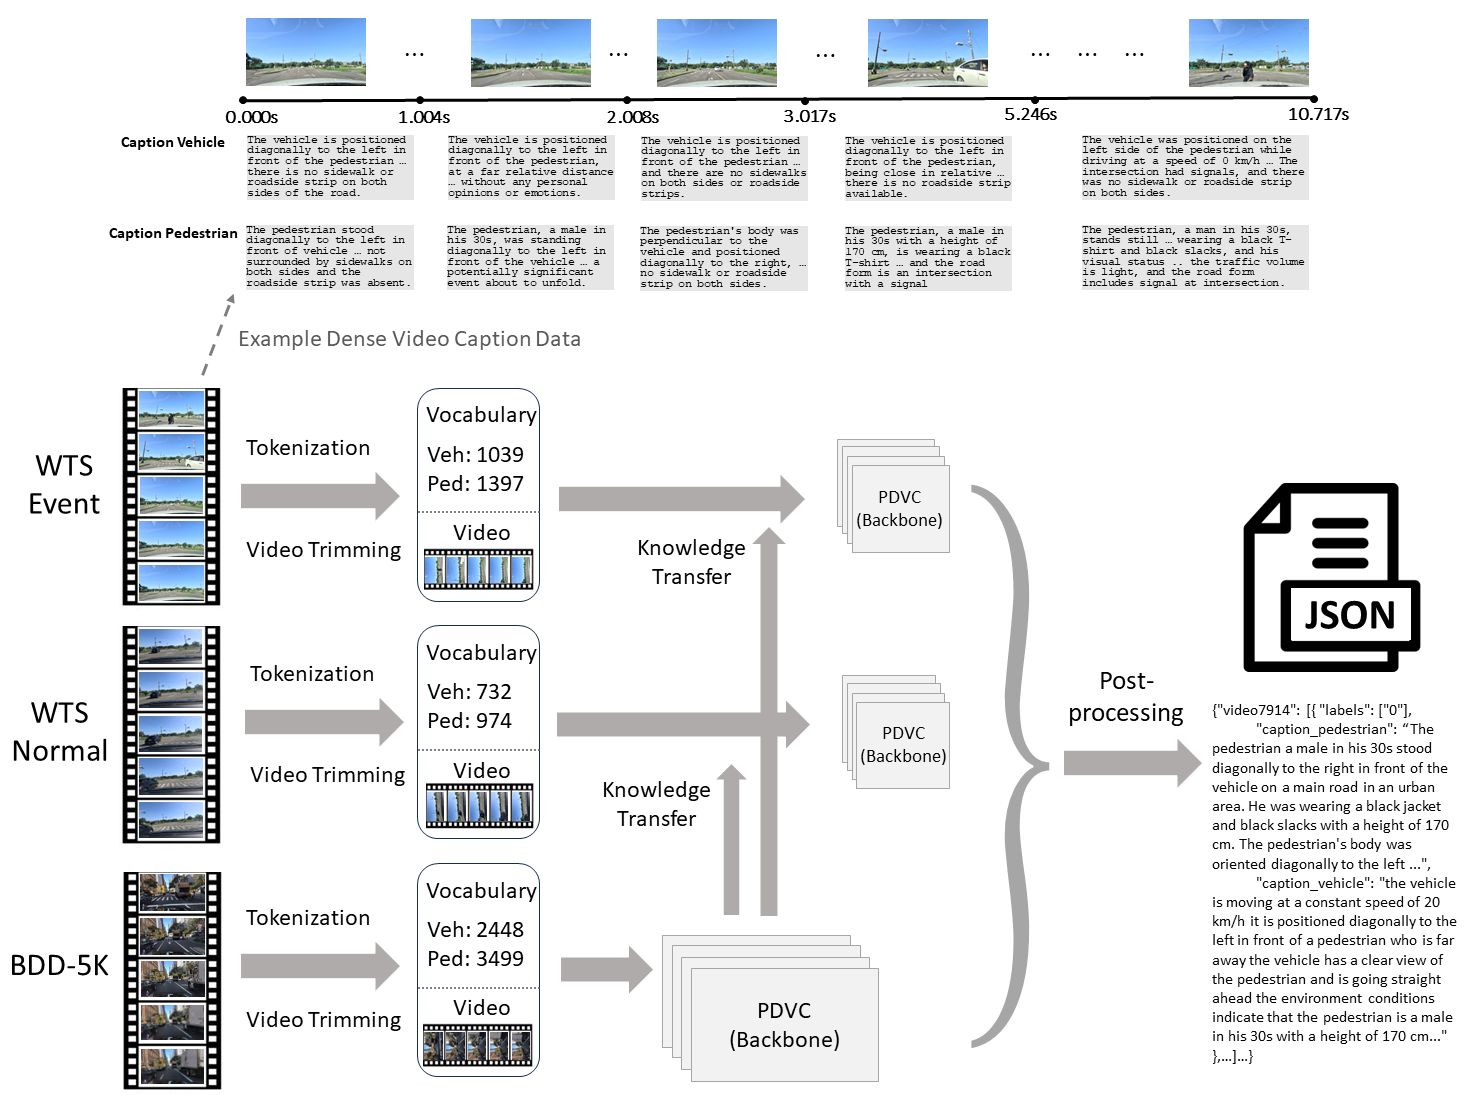 ... ... ... ... ... ...
0.000s 1.004s 2.008s 3.017s 5.246s 10.717s
Caption Vehicle
The vehicle is positioned
diagonally to the left in
front of the pedestrian …
there is no sidewalk or
roadside strip on both
sides of the road.
The vehicle is positioned
diagonally to the left in
front of the pedestrian,
at a far relative distance
… without any personal
opinions or emotions.
The vehicle is positioned
diagonally to the left in
front of the pedestrian …
and there are no sidewalks
on both sides or roadside
strips.
The vehicle is positioned
diagonally to the left in
front of the pedestrian,
being close in relative …
there is no roadside strip
available.
The vehicle was positioned on the
left side of the pedestrian while
driving at a speed of 0 km/h … The
intersection had signals, and there
was no sidewalk or roadside strip
on both sides.
Caption Pedestrian
The pedestrian stood
diagonally to the left in
front of vehicle … not
surrounded by sidewalks on
both sides and the
roadside strip was absent.
The pedestrian, a male in
his 30s, was standing
diagonally to the left in
front of the vehicle … a
potentially significant
event about to unfold.
The pedestrian's body was
perpendicular to the
vehicle and positioned
diagonally to the right, …
no sidewalk or roadside
strip on both sides.
The pedestrian, a male in
his 30s with a height of
170 cm, is wearing a black
T-shirt … and the road
form is an intersection
with a signal
The pedestrian, a man in his 30s,
stands still … wearing a black T-
shirt and black slacks, and his
visual status .. the traffic volume
is light, and the road form
includes signal at intersection.
Example Dense Video Caption Data
WTS
Event
Tokenization
Video Trimming
Vocabulary
Veh: 1039
Ped: 1397
Video
Knowledge
Transfer
PDVC
(Backbone)
WTS
Normal
Tokenization
Video Trimming
Vocabulary
Veh: 732
Ped: 974
Video
Knowledge
Transfer
PDVC
(Backbone)
BDD-5K
Tokenization
Video Trimming
Vocabulary
Veh: 2448
Ped: 3499
Video
PDVC
(Backbone)
Post-
processing
JSON
{"video7914": [{ "labels": ["0"],
"caption_pedestrian": “The
pedestrian a male in his 30s stood
diagonally to the right in front of the
vehicle on a main road in an urban
area. He was wearing a black jacket
and black slacks with a height of 170
cm. The pedestrian's body was
oriented diagonally to the left ...",
"caption_vehicle": "the vehicle
is moving at a constant speed of 20
km/h it is positioned diagonally to the
left in front of a pedestrian who is far
away the vehicle has a clear view of
the pedestrian and is going straight
ahead the environment conditions
indicate that the pedestrian is a male
in his 30s with a height of 170 cm..."
},…]…}